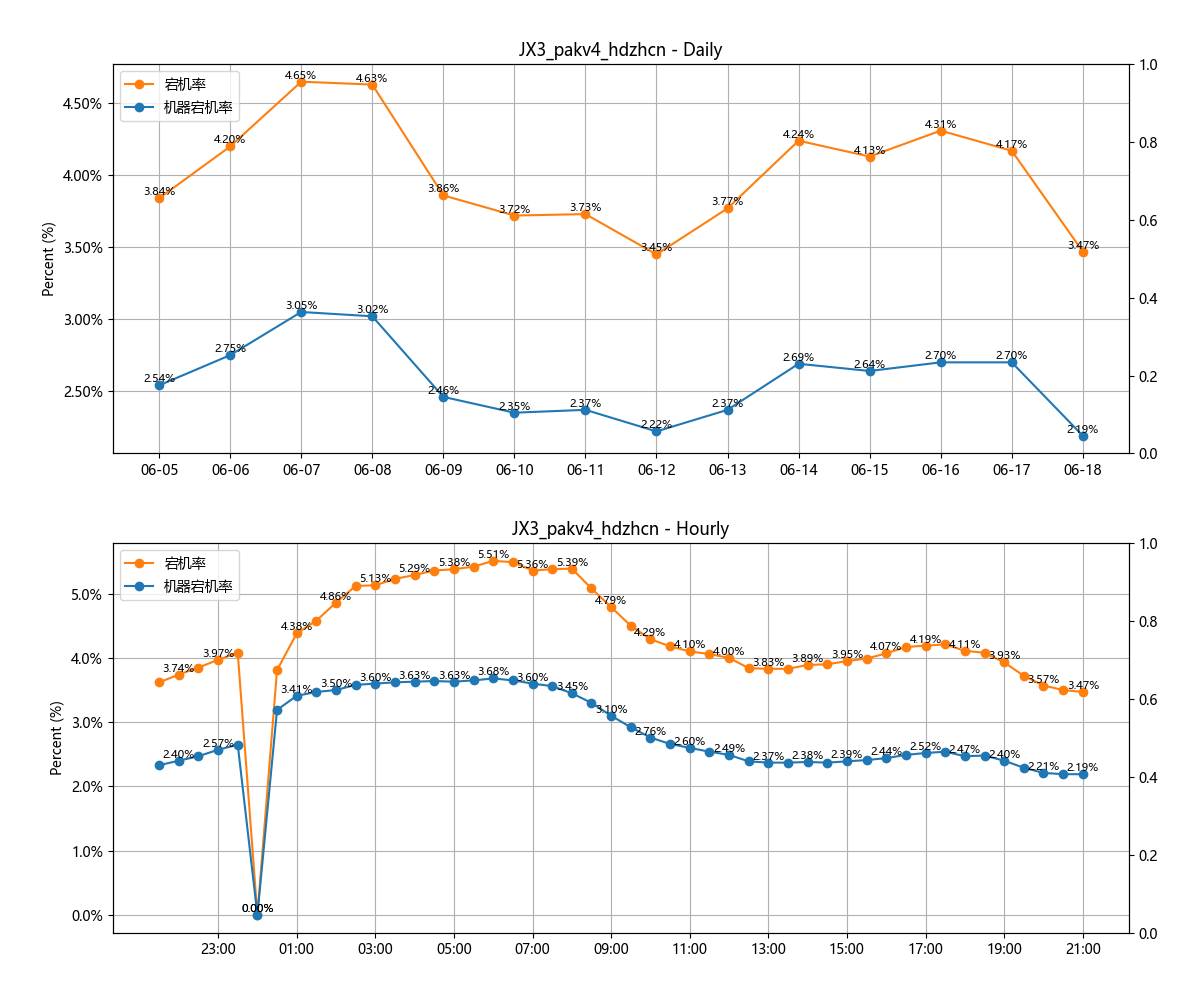 JX3_pakv4_hdzhcn - Daily
宕机率
机器宕机率
Percent (%)
4.50%
4.00%
3.50%
3.00%
2.50%
1.0
0.8
0.6
0.4
0.2
0.0
3.84% 4.20% 4.65% 4.63% 3.86% 3.72% 3.73% 3.45% 3.77% 4.24% 4.13% 4.31% 4.17% 3.47%
2.54% 2.75% 3.05% 3.02% 2.46% 2.35% 2.37% 2.22% 2.37% 2.69% 2.64% 2.70% 2.70% 2.19%
06-05 06-06 06-07 06-08 06-09 06-10 06-11 06-12 06-13 06-14 06-15 06-16 06-17 06-18
JX3_pakv4_hdzhcn - Hourly
宕机率
机器宕机率
Percent (%)
5.0%
4.0%
3.0%
2.0%
1.0%
0.0%
1.0
0.8
0.6
0.4
0.2
0.0
3.74% 3.97% 0.00% 4.38% 4.86% 5.13% 5.29% 5.38% 5.51% 5.36% 5.39% 4.79% 4.29% 4.10% 4.00% 3.83% 3.89% 3.95% 4.07% 4.19% 4.11% 3.93% 3.57% 3.47%
2.40% 2.57% 0.00% 3.41% 3.50% 3.60% 3.63% 3.63% 3.68% 3.60% 3.45% 3.10% 2.76% 2.60% 2.49% 2.37% 2.38% 2.39% 2.44% 2.52% 2.47% 2.40% 2.21% 2.19%
23:00 01:00 03:00 05:00 07:00 09:00 11:00 13:00 15:00 17:00 19:00 21:00